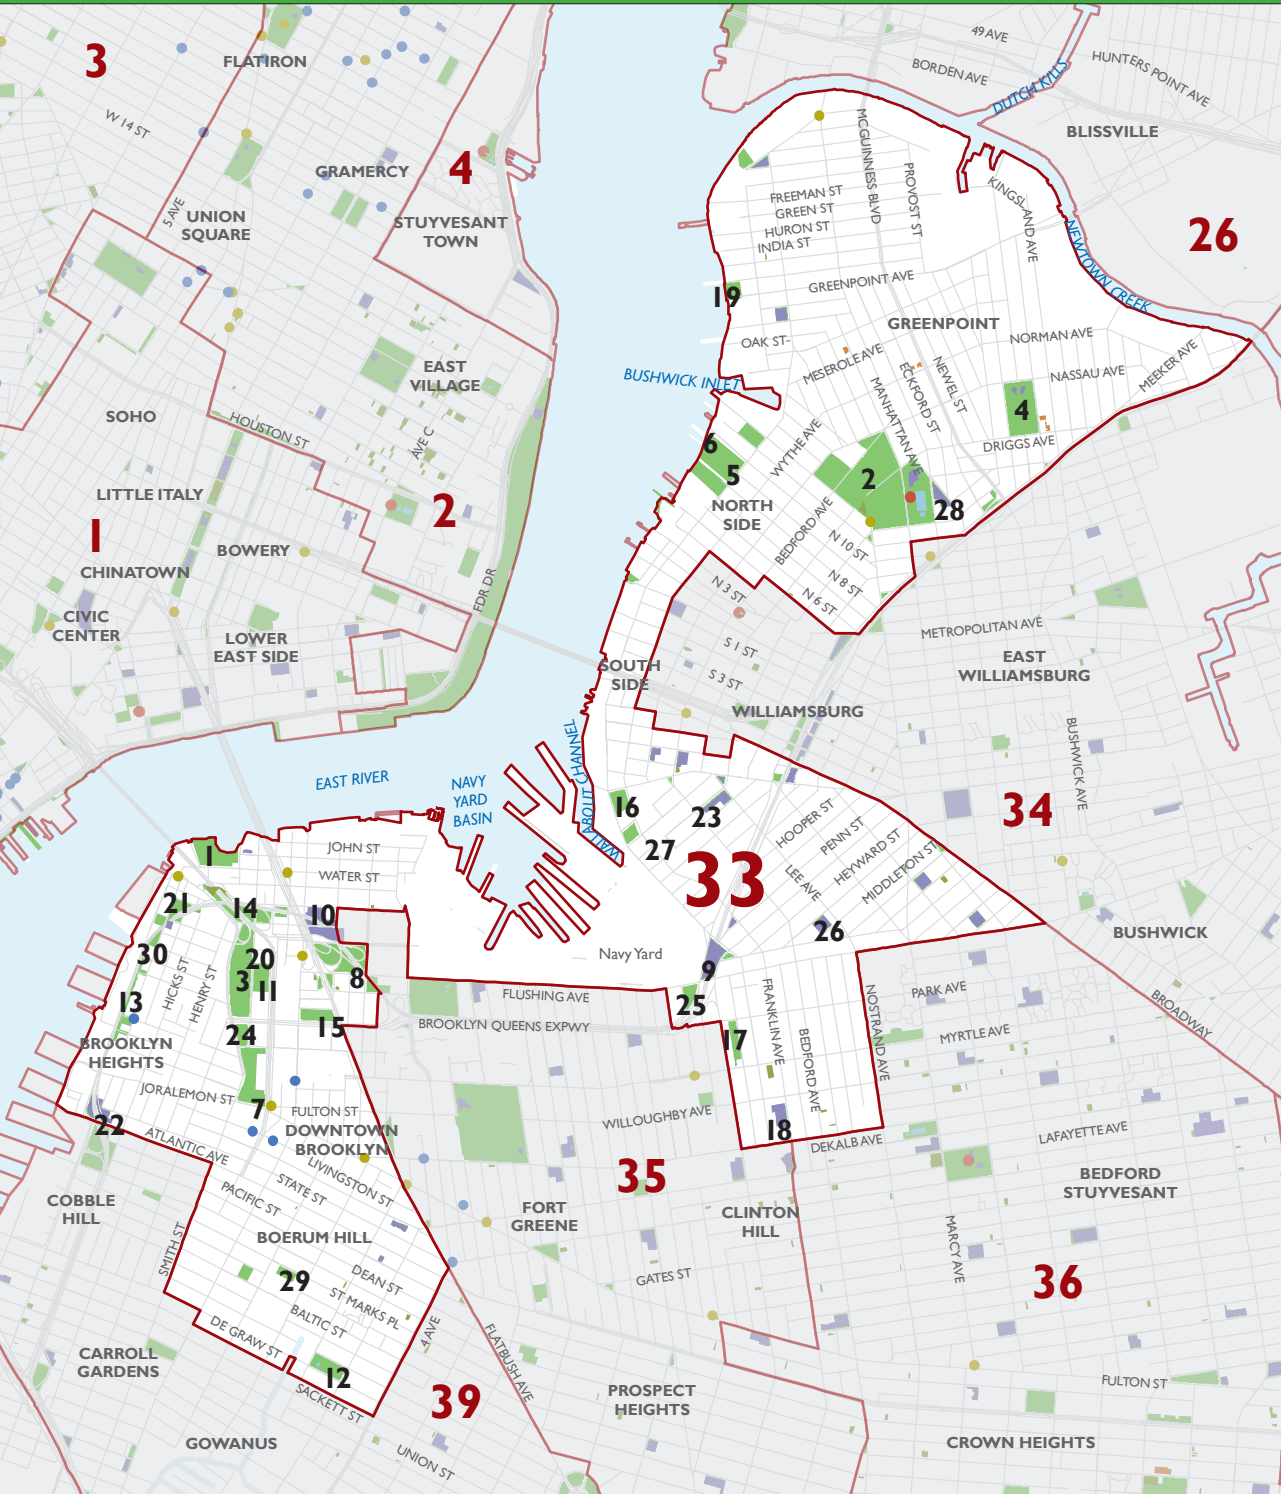 49 AVE
3
FLATIRON
BORDEN AVE
HUNTERS POINT AVE
DUTCH KILLS
W 14 ST
MCGUINNESS BLVD
BLISSVILLE
4
GRAMERCY
PROVOST ST
KINGSLAND AVE
FREEMAN ST
GREEN ST
5 AVE
UNION
SQUARE
STUYVESANT
TOWN
HURON ST
INDIA ST
26
NEWTOWN CREEK
GREENPOINT AVE
19
GREENPOINT
OAK ST
NORMAN AVE
EAST
VILLAGE
BUSHWICK INLET
MESEROLE AVE
ECKFORD ST
NEWEL ST
NASSAU AVE
MEEKER AVE
MANHATTAN AVE
4
SOHO
HOUSTON ST
AVE C
WYTHE AVE
DRIGGS AVE
6
5
2
LITTLE ITALY
2
NORTH
SIDE
28
1
BEDFORD AVE
BOWERY
N 10 ST
CHINATOWN
FDR DR
N 3 ST
N 8 ST
N 6 ST
CIVIC
CENTER
LOWER
EAST SIDE
METROPOLITAN AVE
S 1 ST
EAST
WILLIAMSBURG
SOUTH
SIDE
S 3 ST
WILLIAMSBURG
BUSHWICK AVE
WALLABOUT CHANNEL
EAST RIVER
NAVY
YARD
BASIN
16
23
HOOPER ST
34
PENN ST
HEYWARD ST
MIDDLETON ST
LEE AVE
27
33
JOHN ST
1
WATER ST
21
14
10
26
BUSHWICK
30
20
Navy Yard
9
3
11
8
HICKS ST
HENRY ST
13
FLUSHING AVE
25
FRANKLIN AVE
NOSTRAND AVE
PARK AVE
BROADWAY
15
BROOKLYN QUEENS EXPWY
24
17
MYRTLE AVE
BROOKLYN
HEIGHTS
BEDFORD AVE
JORALEMON ST
7
FULTON ST
22
WILLOUGHBY AVE
18
DOWNTOWN
BROOKLYN
LAFAYETTE AVE
DEKALB AVE
ATLANTIC AVE
LIVINGSTON ST
35
STATE ST
PACIFIC ST
BEDFORD
STUYVESANT
COBBLE
HILL
FORT
GREENE
CLINTON
HILL
SMITH ST
BOERUM HILL
MARCY AVE
29
DEAN ST
GATES ST
36
ST MARKS PL
BALTIC ST
DE GRAW ST
4 AVE
FLATBUSH AVE
CARROLL
GARDENS
12
SACKETT ST
39
FULTON ST
PROSPECT
HEIGHTS
GOWANUS
UNION ST
CROWN HEIGHTS